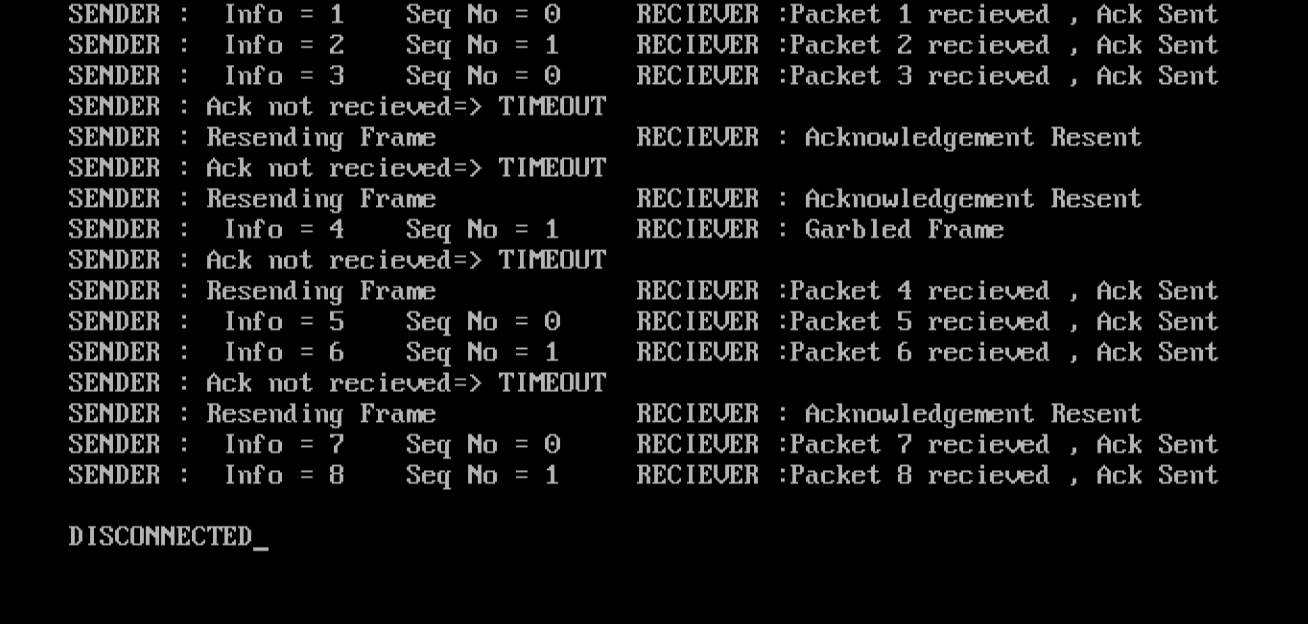 SENDER :  Info = 1   Seq No = 0    RECIEVER :Packet 1 recieved , Ack Sent
SENDER :  Info = 2   Seq No = 1    RECIEVER :Packet 2 recieved , Ack Sent
SENDER :  Info = 3   Seq No = 0    RECIEVER :Packet 3 recieved , Ack Sent
SENDER : Ack not recieved=> TIMEOUT
SENDER : Resending Frame           RECIEVER : Acknowledgement Resent
SENDER : Ack not recieved=> TIMEOUT
SENDER : Resending Frame           RECIEVER : Acknowledgement Resent
SENDER :  Info = 4   Seq No = 1    RECIEVER : Garbled Frame
SENDER : Ack not recieved=> TIMEOUT
SENDER : Resending Frame           RECIEVER :Packet 4 recieved , Ack Sent
SENDER :  Info = 5   Seq No = 0    RECIEVER :Packet 5 recieved , Ack Sent
SENDER :  Info = 6   Seq No = 1    RECIEVER :Packet 6 recieved , Ack Sent
SENDER : Ack not recieved=> TIMEOUT
SENDER : Resending Frame           RECIEVER : Acknowledgement Resent
SENDER :  Info = 7   Seq No = 0    RECIEVER :Packet 7 recieved , Ack Sent
SENDER :  Info = 8   Seq No = 1    RECIEVER :Packet 8 recieved , Ack Sent
DISCONNECTED_